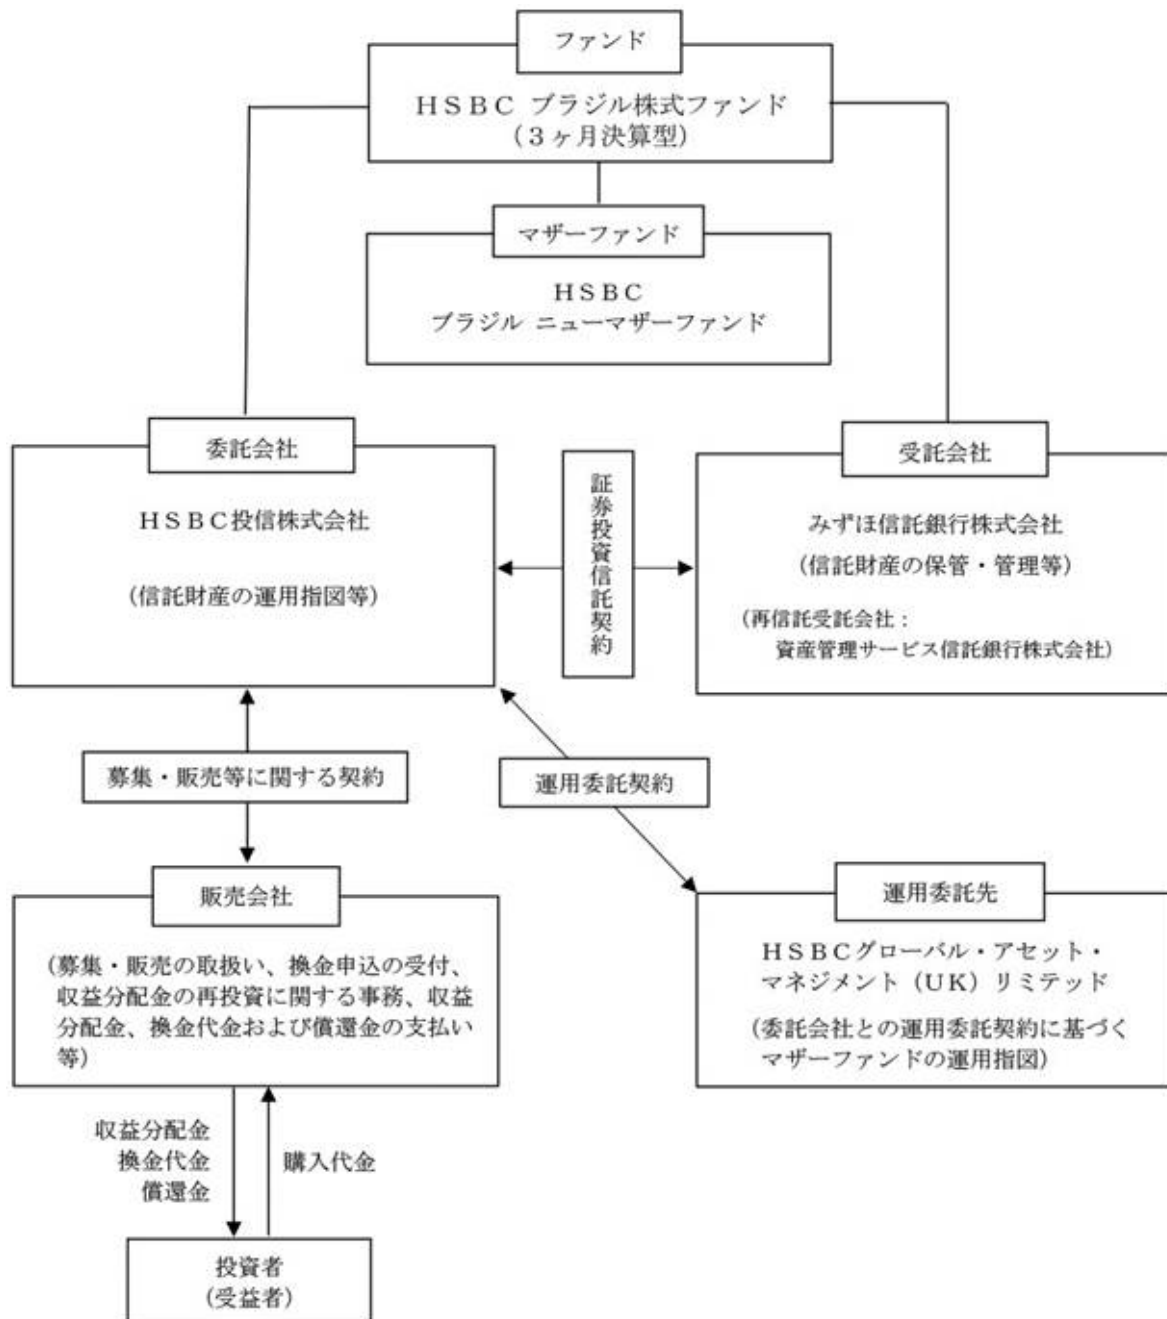 ファンド
ＨＳＢＣ ブラジル株式ファンド
（３ヶ月決算型）
マザーファンド
ＨＳＢＣ
ブラジル ニューマザーファンド
委託会社
ＨＳＢＣ投信株式会社
（信託財産の運用指図等）
証券投資信託契約
受託会社
みずほ信託銀行株式会社
（信託財産の保管・管理等）
（再信託受託会社：
資産管理サービス信託銀行株式会社）
募集・販売等に関する契約
運用委託契約
販売会社
（募集・販売の取扱い、換金申込の受付、
収益分配金の再投資に関する事務、収益
分配金、換金代金および償還金の支払い
等）
運用委託先
ＨＳＢＣグローバル・アセット・
マネジメント（ＵＫ）リミテッド
（委託会社との運用委託契約に基づく
マザーファンドの運用指図）
収益分配金
換金代金
償還金
購入代金
投資者
（受益者）